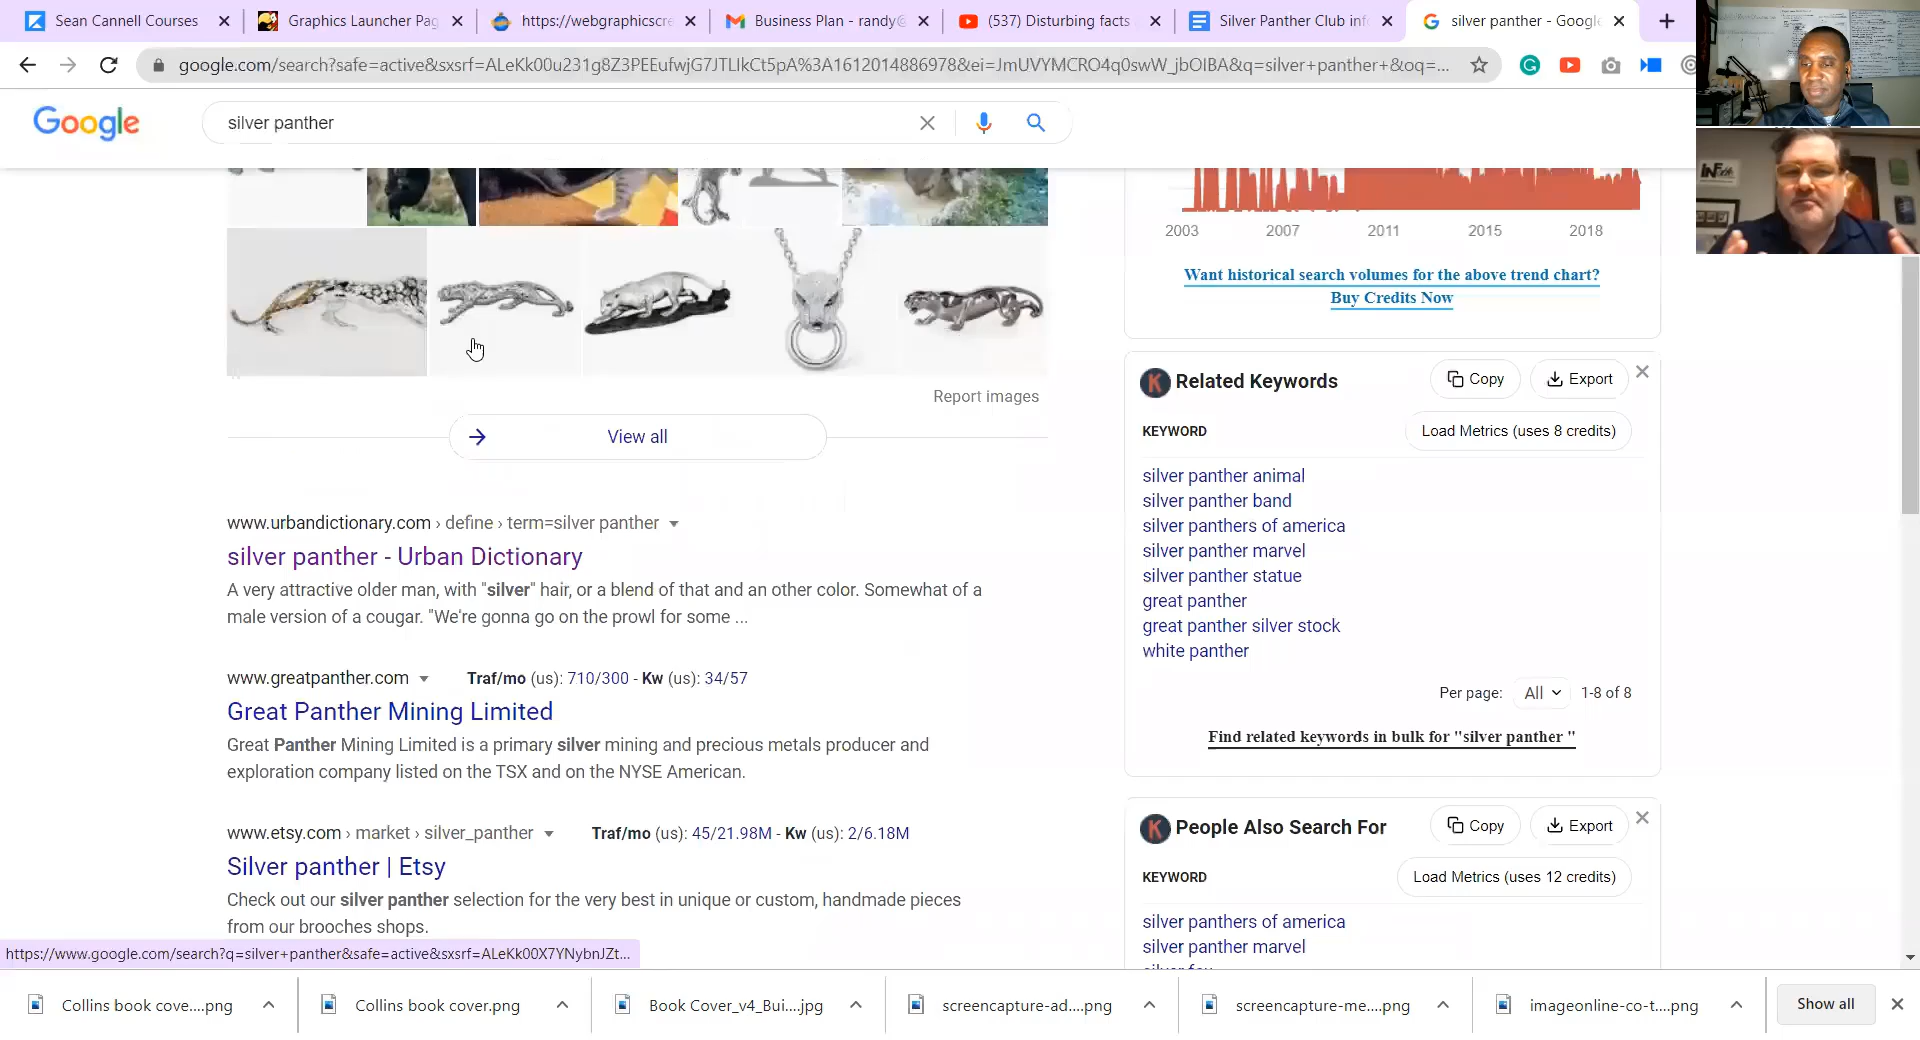 Sean Cannell Courses
Graphics Launcher Pag
https://webgraphicscre
Business Plan - randy@
(537) Disturbing facts
Silver Panther Club inf
silver panther - Google
google.com/search?safe=active&sxsrf=ALeKk00u231g8Z3PEEufwjG7JTLIkCt5pA%3A1612014886978&ei=JmUVYMCRO4q0swW_jbOIBA&q=silver+panther+&oq=...
Google
silver panther
Report images
View all
www.urbandictionary.com › define › term=silver panther
silver panther - Urban Dictionary
A very attractive older man, with "silver" hair, or a blend of that and an other color. Somewhat of a
male version of a cougar. "We're gonna go on the prowl for some ...
www.greatpanther.com Traf/mo (us): 710/300 - Kw (us): 34/57
Great Panther Mining Limited
Great Panther Mining Limited is a primary silver mining and precious metals producer and
exploration company listed on the TSX and on the NYSE American.
www.etsy.com › market › silver_panther Traf/mo (us): 45/21.98M - Kw (us): 2/6.18M
Silver panther | Etsy
Check out our silver panther selection for the very best in unique or custom, handmade pieces
from our brooches shops.
https://www.google.com/search?q=silver+panther&safe=active&sxsrf=ALeKk00X7YNybnJZt...
2003 2007 2011 2015 2018
Want historical search volumes for the above trend chart?
Buy Credits Now
K Related Keywords
Copy
Export
KEYWORD
Load Metrics (uses 8 credits)
silver panther animal
silver panther band
silver panthers of america
silver panther marvel
silver panther statue
great panther
great panther silver stock
white panther
Per page: All 1-8 of 8
Find related keywords in bulk for "silver panther "
K People Also Search For
Copy
Export
KEYWORD
Load Metrics (uses 12 credits)
silver panthers of america
silver panther marvel
Collins book cove....png
Collins book cover.png
Book Cover_v4_Bui....jpg
screencapture-ad....png
screencapture-me....png
imageonline-co-t....png
Show all